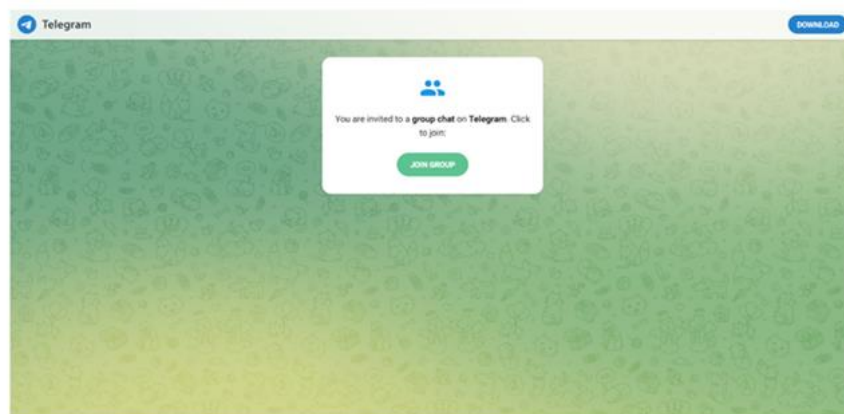 Telegram
DOWNLOAD
You are invited to a group chat on Telegram. Click
to join:
JOIN GROUP